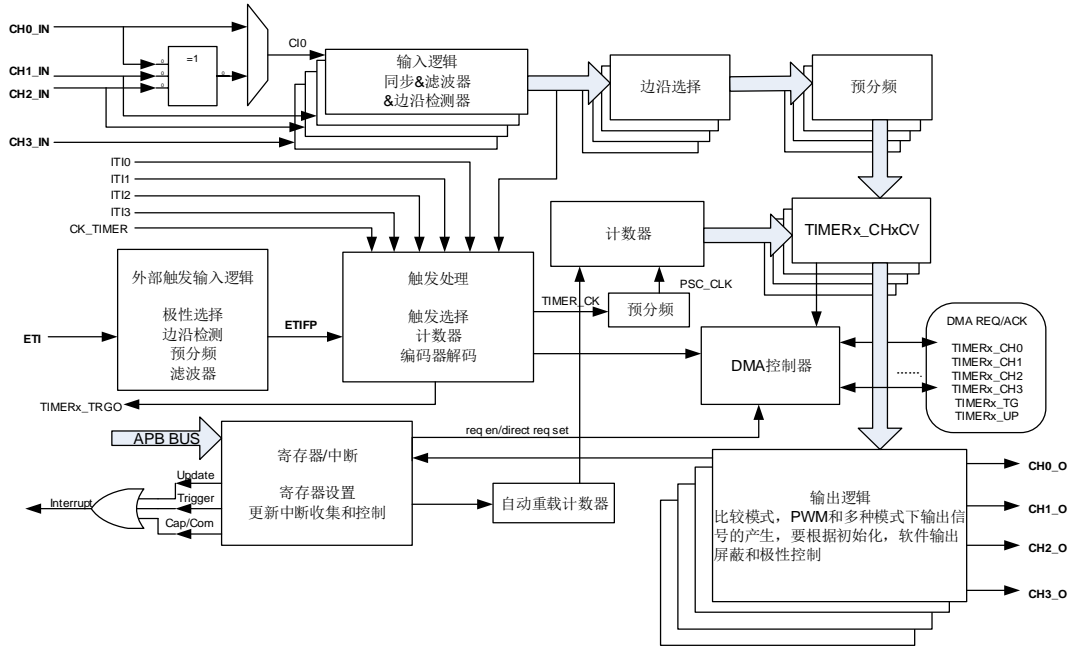 CH0_IN
CH1_IN
CH2_IN
CH3_IN
=1
CI0
输入逻辑
同步&滤波器
&边沿检测器
边沿选择
预分频
ITI0
ITI1
ITI2
ITI3
CK_TIMER
计数器
TIMERx_CHxCV
外部触发输入逻辑
极性选择
边沿检测
预分频
滤波器
ETI
ETIFP
触发处理
触发选择
计数器
编码器解码
TIMER_CK
预分频
PSC_CLK
DMA控制器
DMA REQ/ACK
TIMERx_CH0
TIMERx_CH1
TIMERx_CH2
TIMERx_CH3
TIMERx_TG
TIMERx_UP
......
TIMERx_TRGO
APB BUS
req en/direct req set
寄存器/中断
寄存器设置
更新中断收集和控制
Update
Trigger
Cap/Com
Interrupt
自动重载计数器
输出逻辑
比较模式，PWM和多种模式下输出信
号的产生，要根据初始化，软件输出
屏蔽和极性控制
CH0_O
CH1_O
CH2_O
CH3_O